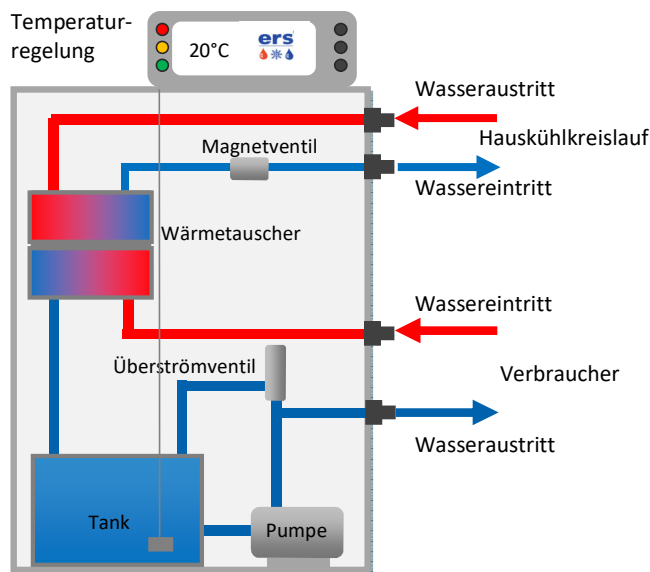 Temperatur-
regelung
20°C
ers
Wasseraustritt
Hauskühlkreislauf
Magnetventil
Wassereintritt
Wärmetauscher
Wassereintritt
Überströmventil
Verbraucher
Wasseraustritt
Tank
Pumpe